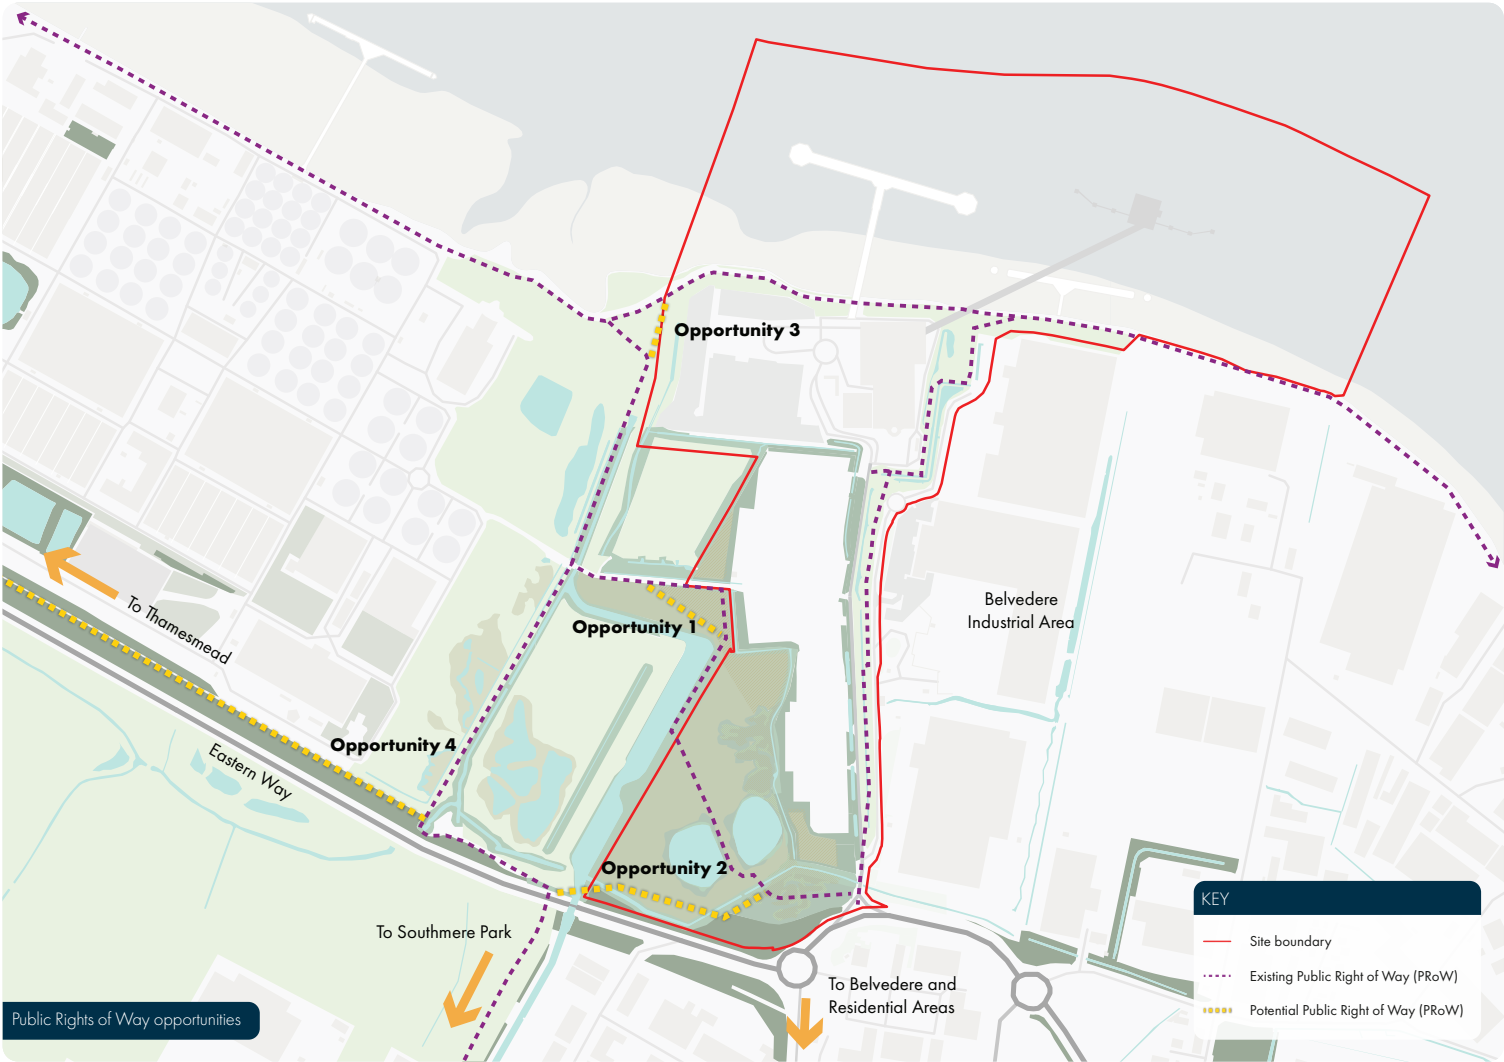 Opportunity 3
Belvedere
Industrial Area
Opportunity 1
To Thamesmead
Opportunity 4
Eastern Way
Opportunity 2
To Southmere Park
To Belvedere and
Residential Areas
KEY
Site boundary
Existing Public Right of Way (PRoW)
Potential Public Right of Way (PRoW)
Public Rights of Way opportunities